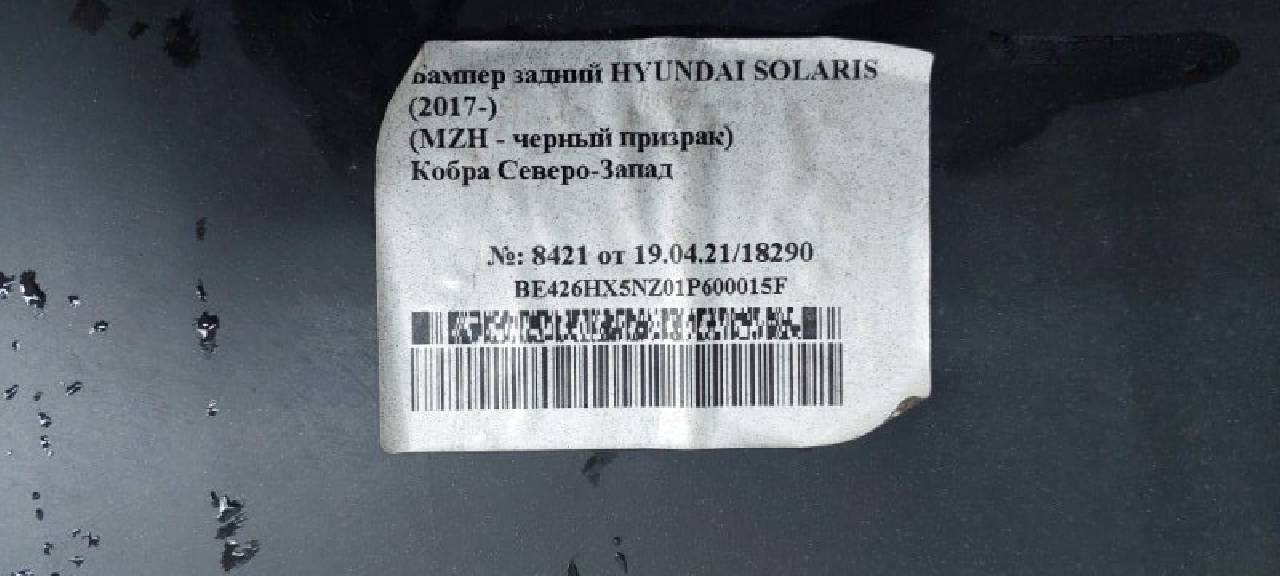 Бампер задний HYUNDAI SOLARIS
(2017-)
(MZH - черный призрак)
Кобра Северо-Запад
№: 8421 от 19.04.21/18290
BE426HX5NZ01P600015F